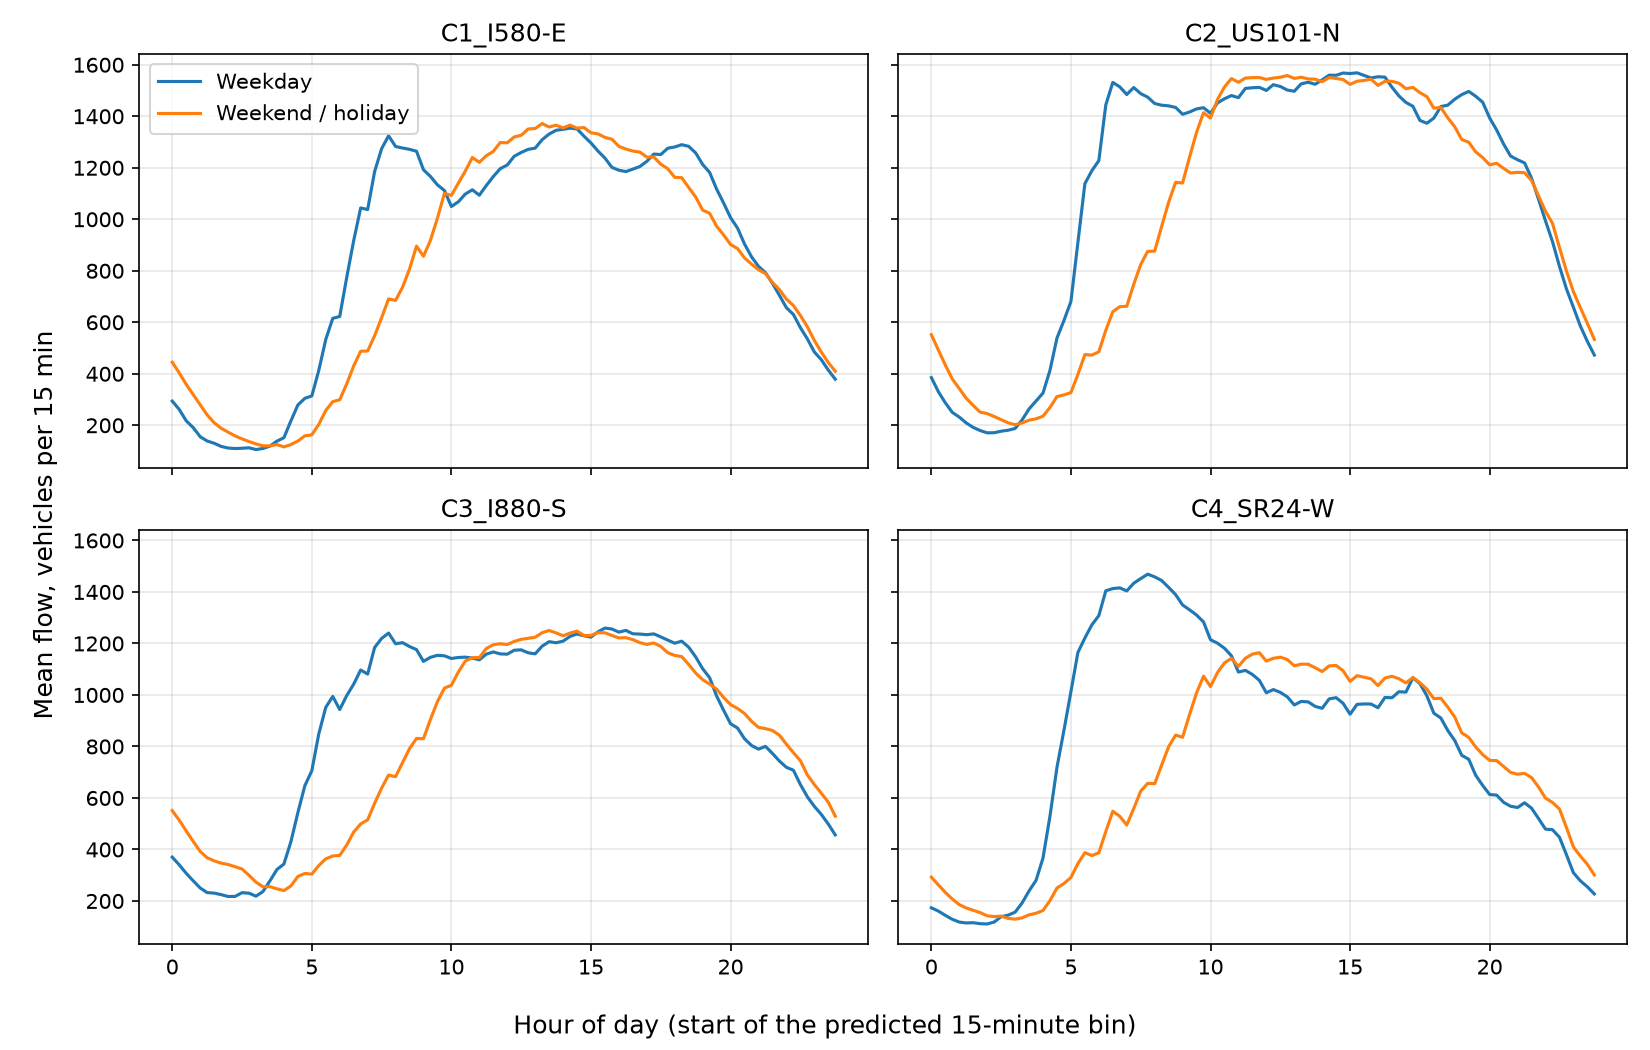 C1_I580-E
C2_US101-N
1600
1400
1200
1000
800
600
400
200
Weekday
Weekend / holiday
Mean flow, vehicles per 15 min
C3_I880-S
C4_SR24-W
1600
1400
1200
1000
800
600
400
200
0 5 10 15 20
0 5 10 15 20
Hour of day (start of the predicted 15-minute bin)